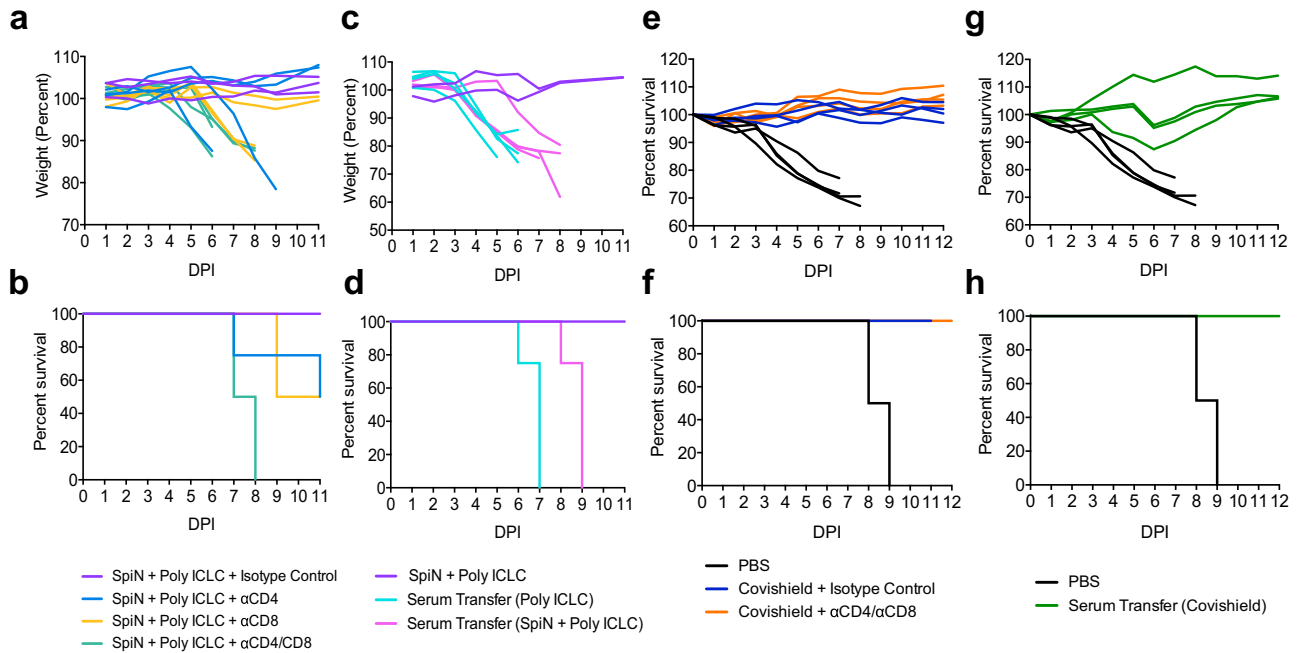 a
c
e
g
Weight (Percent)
110
100
90
80
70
0 1 2 3 4 5 6 7 8 9 10 11
DPI
Weight (Percent)
110
100
90
80
70
60
50
0 1 2 3 4 5 6 7 8 9 10 11
DPI
Percent survival
120
110
100
90
80
70
60
0 1 2 3 4 5 6 7 8 9 10 11 12
DPI
Percent survival
120
110
100
90
80
70
60
0 1 2 3 4 5 6 7 8 9 10 11 12
DPI
b
d
f
h
Percent survival
100
80
60
40
20
0
0 1 2 3 4 5 6 7 8 9 10 11
DPI
Percent survival
100
80
60
40
20
0
0 1 2 3 4 5 6 7 8 9 10 11
DPI
Percent survival
100
80
60
40
20
0
0 1 2 3 4 5 6 7 8 9 10 11 12
DPI
Percent survival
100
80
60
40
20
0
0 1 2 3 4 5 6 7 8 9 10 11 12
DPI
SpiN + Poly ICLC + Isotype Control
SpiN + Poly ICLC + αCD4
SpiN + Poly ICLC + αCD8
SpiN + Poly ICLC + αCD4/CD8
SpiN + Poly ICLC
Serum Transfer (Poly ICLC)
Serum Transfer (SpiN + Poly ICLC)
PBS
Covishield + Isotype Control
Covishield + αCD4/αCD8
PBS
Serum Transfer (Covishield)